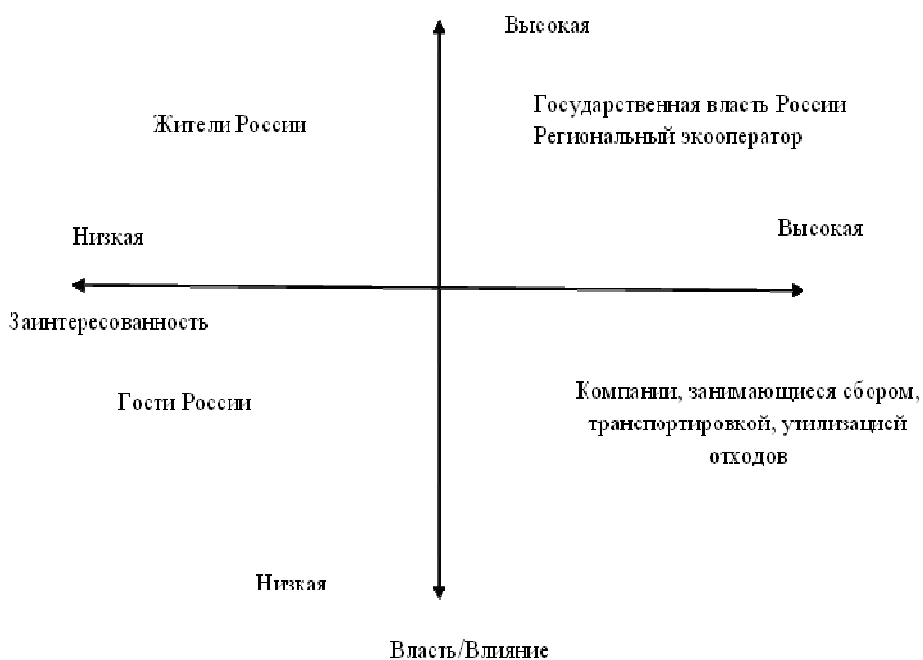 Высокая
Жители России
Государственная власть России
Региональный экооператор
Низкая
Высокая
Заинтересованность
Гости России
Компании, занимающиеся сбором,
транспортировкой, утилизацией
отходов
Низкая
Власть/Влияние